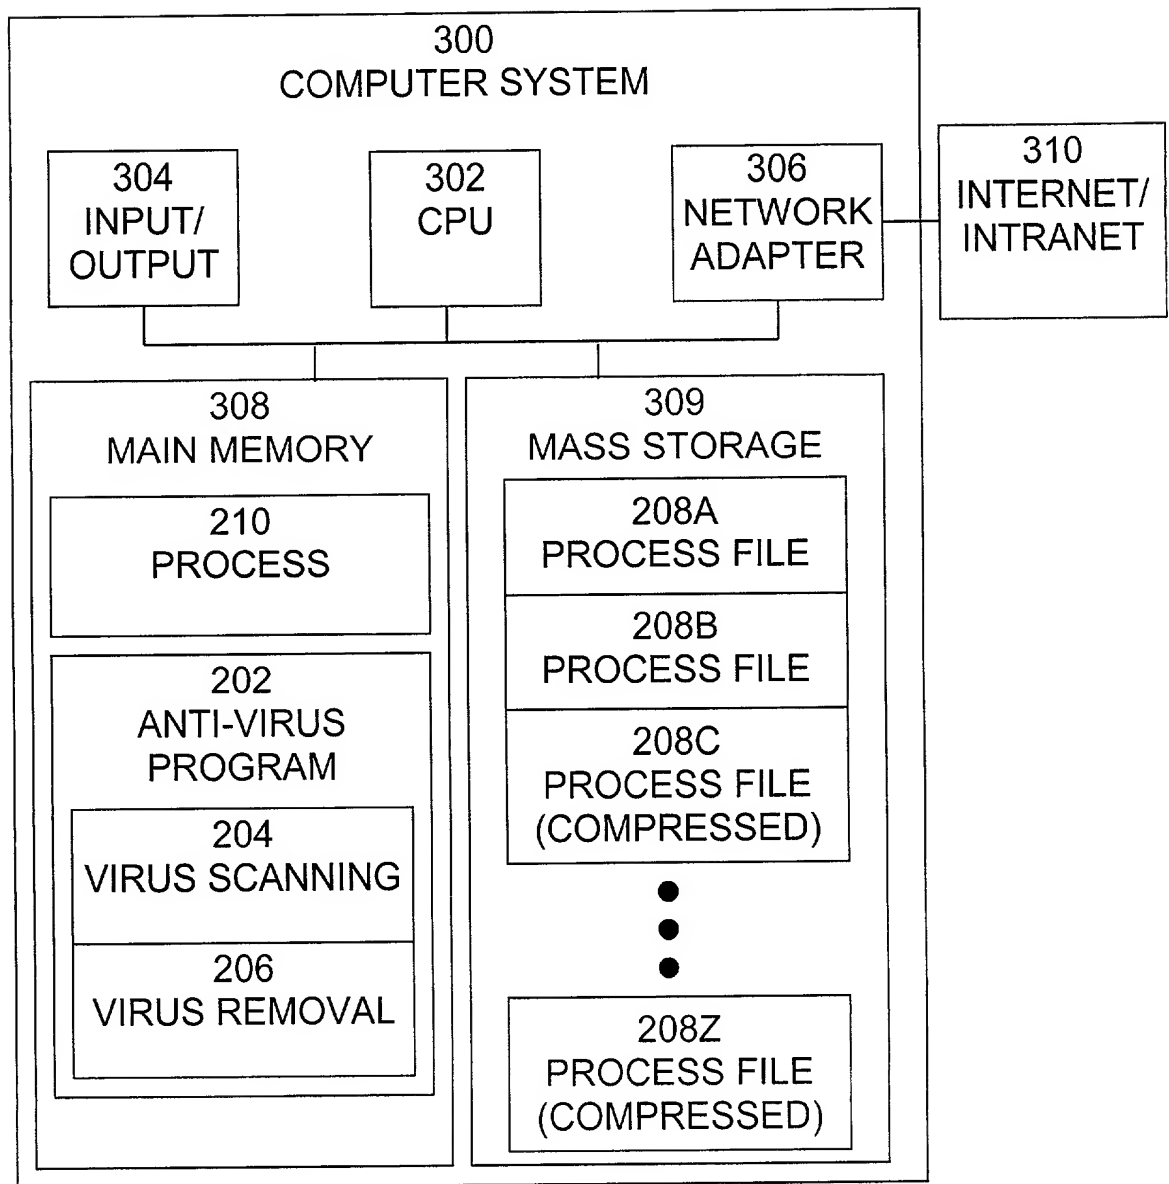 300
COMPUTER SYSTEM
304
INPUT/
OUTPUT
302
CPU
306
NETWORK
ADAPTER
310
INTERNET/
INTRANET
308
MAIN MEMORY
210
PROCESS
202
ANTI-VIRUS
PROGRAM
204
VIRUS SCANNING
206
VIRUS REMOVAL
309
MASS STORAGE
208A
PROCESS FILE
208B
PROCESS FILE
208C
PROCESS FILE
(COMPRESSED)
208Z
PROCESS FILE
(COMPRESSED)